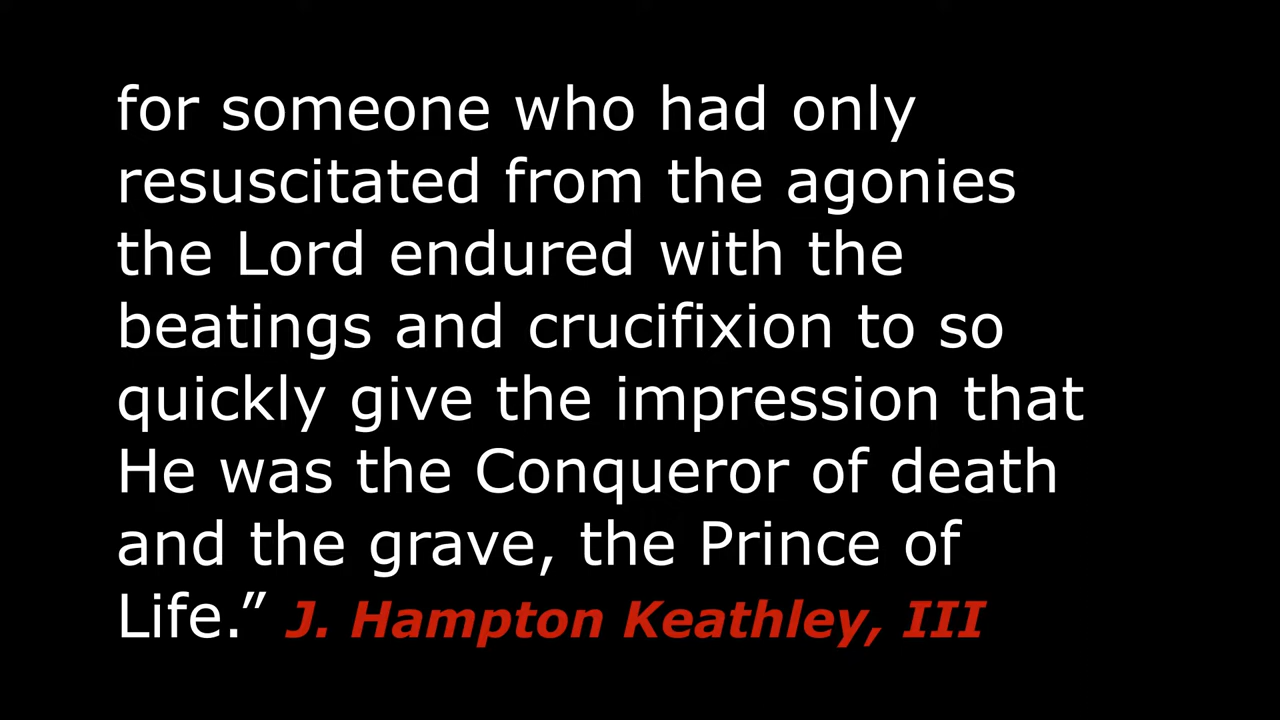 for someone who had only
resuscitated from the agonies
the Lord endured with the
beatings and crucifixion to so
quickly give the impression that
He was the Conqueror of death
and the grave, the Prince of
Life.” J. Hampton Keathley, III